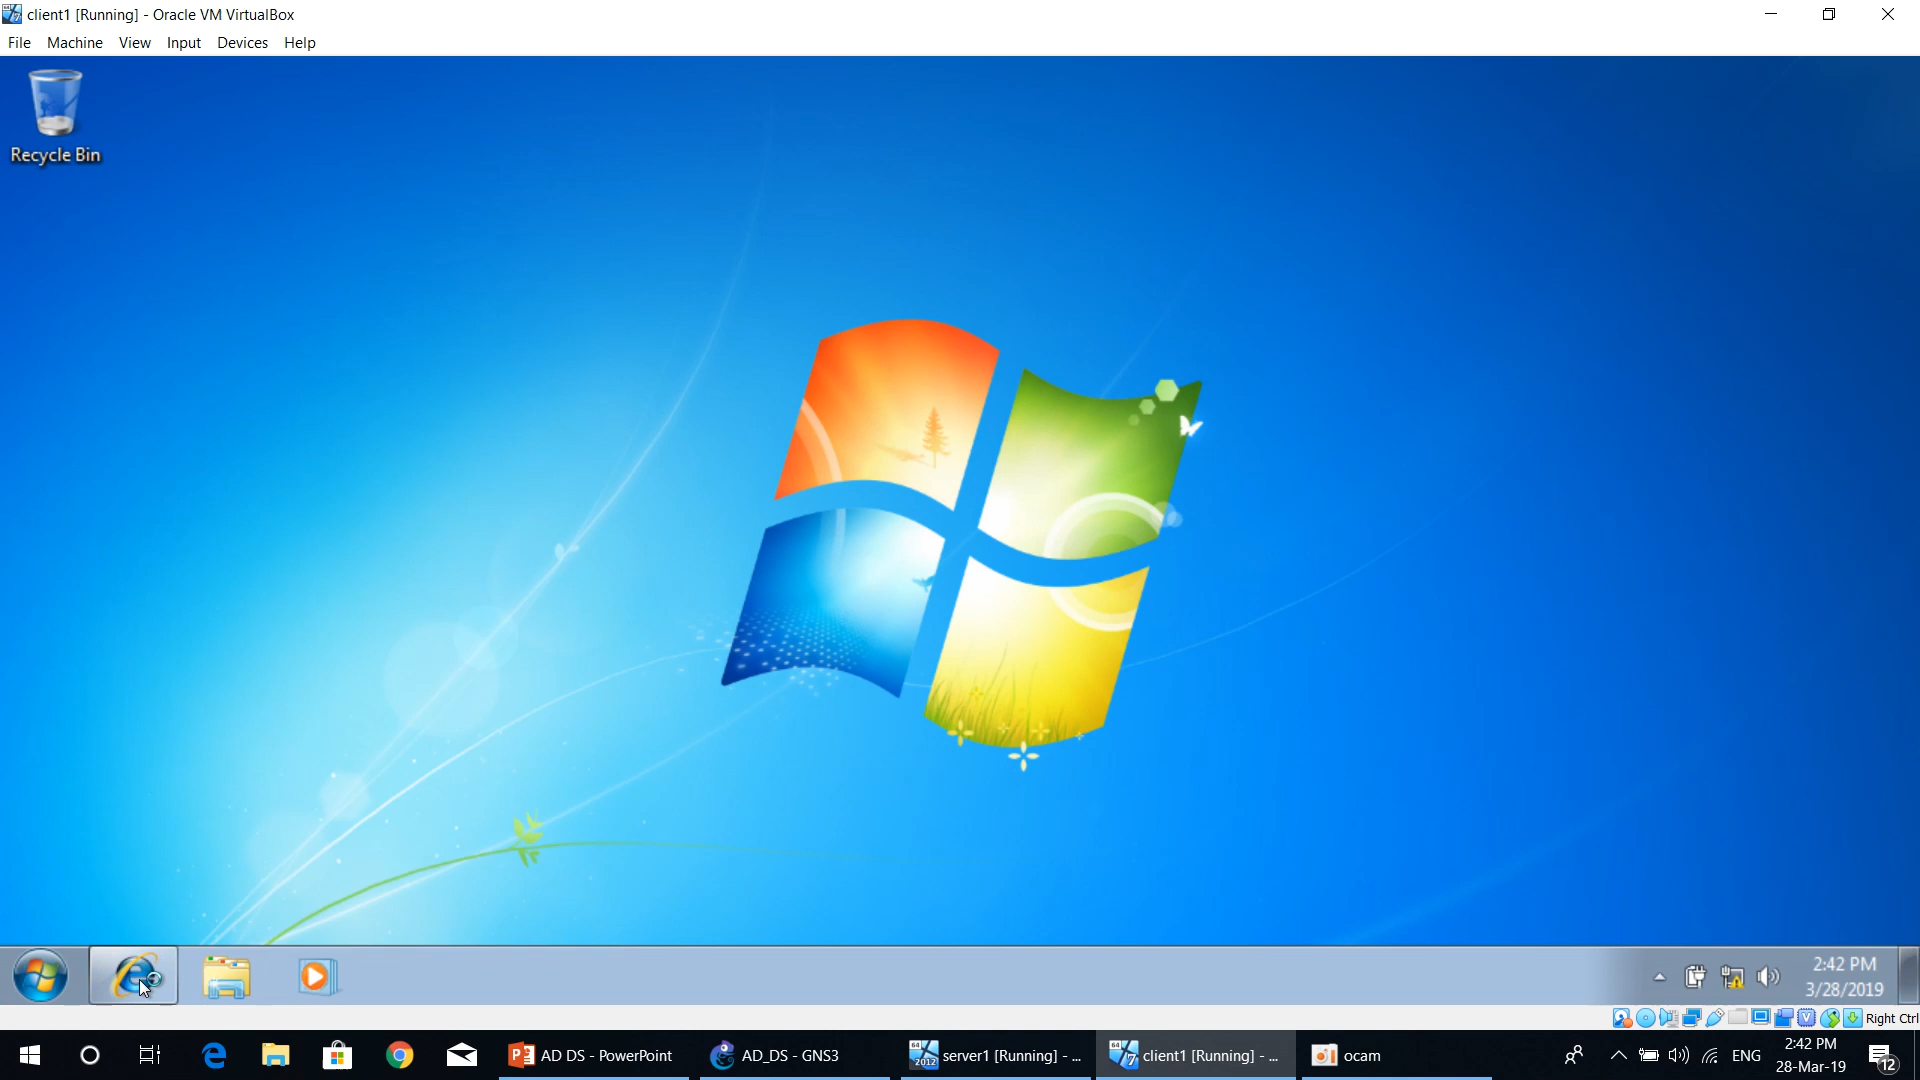 client1 [Running] - Oracle VM VirtualBox
File Machine View Input Devices Help
Recycle Bin
2:42 PM
3/28/2019
Right Ctrl
AD DS - PowerPoint
AD_DS - GNS3
server1 [Running] - ...
client1 [Running] - ...
ocam
ENG
2:42 PM
28-Mar-19
12